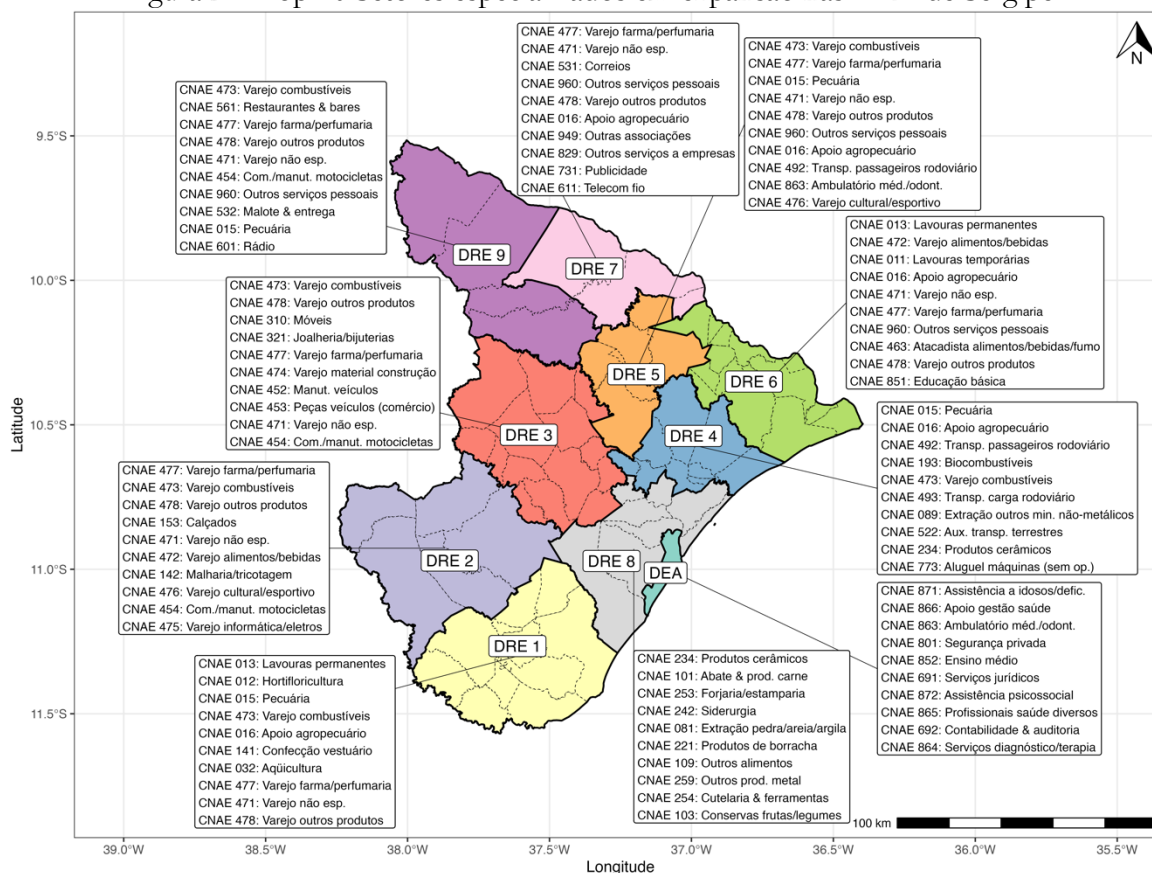 CNAE 477: Varejo farma/perfumaria
CNAE 471: Varejo não esp.
CNAE 531: Correios
CNAE 960: Outros serviços pessoais
CNAE 478: Varejo outros produtos
CNAE 016: Apoio agropecuário
CNAE 949: Outras associações
CNAE 829: Outros serviços a empresas
CNAE 731: Publicidade
CNAE 611: Telecom fio
CNAE 473: Varejo combustíveis
CNAE 477: Varejo farma/perfumaria
CNAE 015: Pecuária
CNAE 471: Varejo não esp.
CNAE 478: Varejo outros produtos
CNAE 960: Outros serviços pessoais
CNAE 016: Apoio agropecuário
CNAE 492: Transp. passageiros rodoviário
CNAE 863: Ambulatório méd./odont.
CNAE 476: Varejo cultural/esportivo
N
CNAE 473: Varejo combustíveis
CNAE 561: Restaurantes & bares
CNAE 477: Varejo farma/perfumaria
CNAE 478: Varejo outros produtos
CNAE 471: Varejo não esp.
CNAE 454: Com./manut. motocicletas
CNAE 960: Outros serviços pessoais
CNAE 532: Malote & entrega
CNAE 015: Pecuária
CNAE 601: Rádio
CNAE 013: Lavouras permanentes
CNAE 472: Varejo alimentos/bebidas
CNAE 011: Lavouras temporárias
CNAE 016: Apoio agropecuário
CNAE 471: Varejo não esp.
CNAE 477: Varejo farma/perfumaria
CNAE 960: Outros serviços pessoais
CNAE 463: Atacadista alimentos/bebidas/fumo
CNAE 478: Varejo outros produtos
CNAE 851: Educação básica
CNAE 473: Varejo combustíveis
CNAE 478: Varejo outros produtos
CNAE 310: Móveis
CNAE 321: Joalheria/bijuterias
CNAE 477: Varejo farma/perfumaria
CNAE 474: Varejo material construção
CNAE 452: Manut. veículos
CNAE 453: Peças veículos (comércio)
CNAE 471: Varejo não esp.
CNAE 454: Com./manut. motocicletas
CNAE 015: Pecuária
CNAE 016: Apoio agropecuário
CNAE 492: Transp. passageiros rodoviário
CNAE 193: Biocombustíveis
CNAE 473: Varejo combustíveis
CNAE 493: Transp. carga rodoviário
CNAE 089: Extração outros min. não-metálicos
CNAE 522: Aux. transp. terrestres
CNAE 234: Produtos cerâmicos
CNAE 773: Aluguel máquinas (sem op.)
CNAE 477: Varejo farma/perfumaria
CNAE 473: Varejo combustíveis
CNAE 478: Varejo outros produtos
CNAE 153: Calçados
CNAE 471: Varejo não esp.
CNAE 472: Varejo alimentos/bebidas
CNAE 142: Malharia/tricotagem
CNAE 476: Varejo cultural/esportivo
CNAE 454: Com./manut. motocicletas
CNAE 475: Varejo informática/eletros
CNAE 871: Assistência a idosos/defic.
CNAE 866: Apoio gestão saúde
CNAE 863: Ambulatório méd./odont.
CNAE 801: Segurança privada
CNAE 852: Ensino médio
CNAE 691: Serviços jurídicos
CNAE 872: Assistência psicossocial
CNAE 865: Profissionais saúde diversos
CNAE 692: Contabilidade & auditoria
CNAE 864: Serviços diagnóstico/terapia
CNAE 013: Lavouras permanentes
CNAE 012: Hortifloricultura
CNAE 015: Pecuária
CNAE 473: Varejo combustíveis
CNAE 016: Apoio agropecuário
CNAE 141: Confecção vestuário
CNAE 032: Aqüicultura
CNAE 477: Varejo farma/perfumaria
CNAE 471: Varejo não esp.
CNAE 478: Varejo outros produtos
CNAE 234: Produtos cerâmicos
CNAE 101: Abate & prod. carne
CNAE 253: Forjaria/estamparia
CNAE 242: Siderurgia
CNAE 081: Extração pedra/areia/argila
CNAE 221: Produtos de borracha
CNAE 109: Outros alimentos
CNAE 259: Outros prod. metal
CNAE 254: Cutelaria & ferramentas
CNAE 103: Conservas frutas/legumes
DRE 9
DRE 7
DRE 5
DRE 6
DRE 3
DRE 4
DRE 2
DRE 8
DEA
DRE 1
9.5°S
10.0°S
10.5°S
11.0°S
11.5°S
Latitude
100 km
39.0°W
38.5°W
38.0°W
37.5°W
37.0°W
36.5°W
36.0°W
35.5°W
Longitude